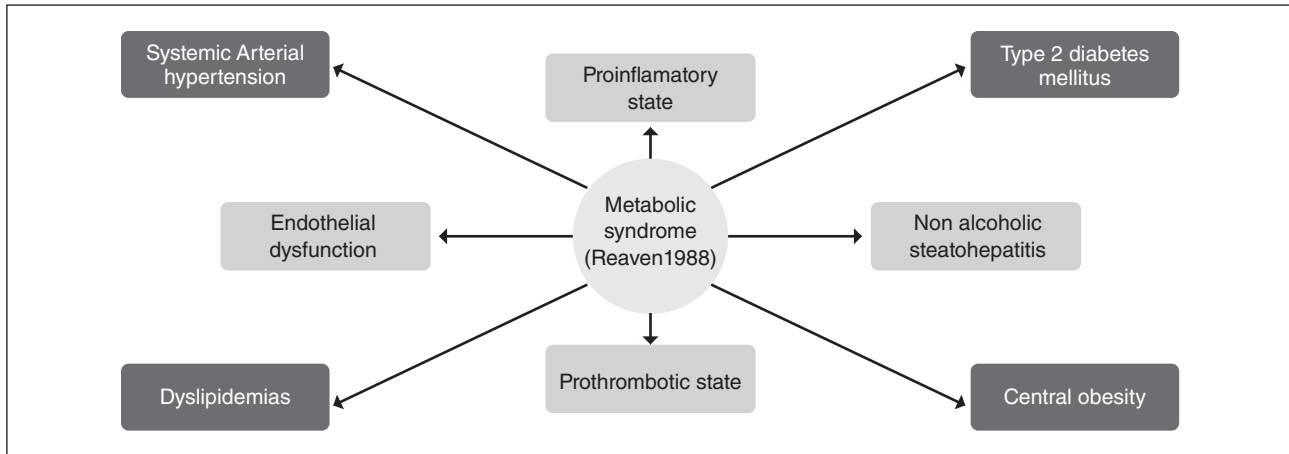 Systemic Arterial
hypertension
Proinflamatory
state
Type 2 diabetes
mellitus
Endothelial
dysfunction
Metabolic
syndrome
(Reaven1988)
Non alcoholic
steatohepatitis
Dyslipidemias
Prothrombotic state
Central obesity